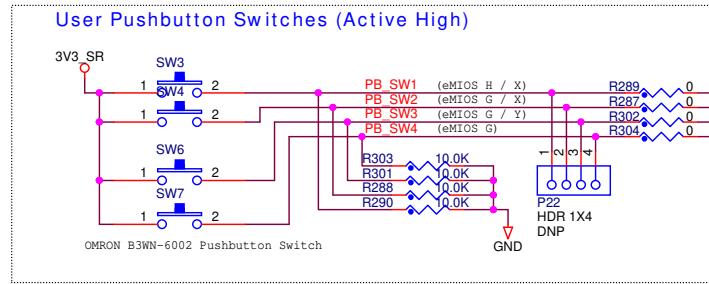 User Pushbutton Switches (Active High)
3V3_SR
SW3
1 2 PB_SW1 (eMIOS H / X) R289 0
SW4 PB_SW2 (eMIOS G / X) R287 0
1 2 PB_SW3 (eMIOS G / Y) R302 0
PB_SW4 (eMIOS G) R304 0
SW6 1 2 3 4
R303 10.0K
1 2 R301 10.0K
SW7 R288 10.0K
R290 10.0K P22
1 2 HDR 1X4
DNP
OMRON B3WN-6002 Pushbutton Switch GND